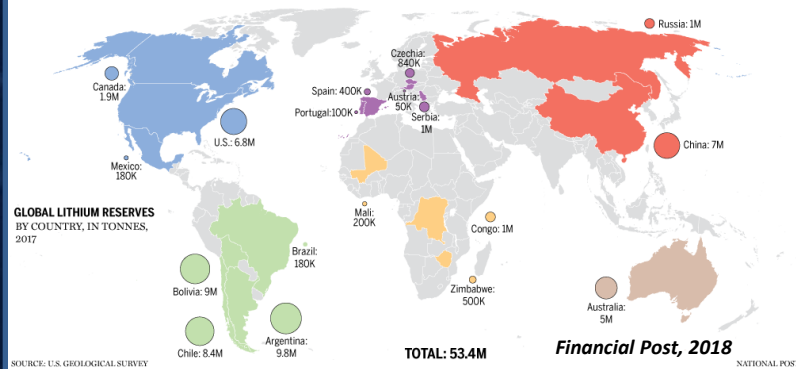 Russia: 1M
Czechia:
840K
Canada:
1.9M
Spain: 400K
Austria:
50K
Portugal:100K
Serbia:
1M
U.S.: 6.8M
China: 7M
Mexico:
180K
GLOBAL LITHIUM RESERVES
BY COUNTRY, IN TONNES,
2017
Mali:
200K
Congo: 1M
Brazil:
180K
Bolivia: 9M
Zimbabwe:
500K
Australia:
5M
Chile: 8.4M
Argentina:
9.8M
TOTAL: 53.4M
Financial Post, 2018
SOURCE: U.S. GEOLOGICAL SURVEY
NATIONAL POS